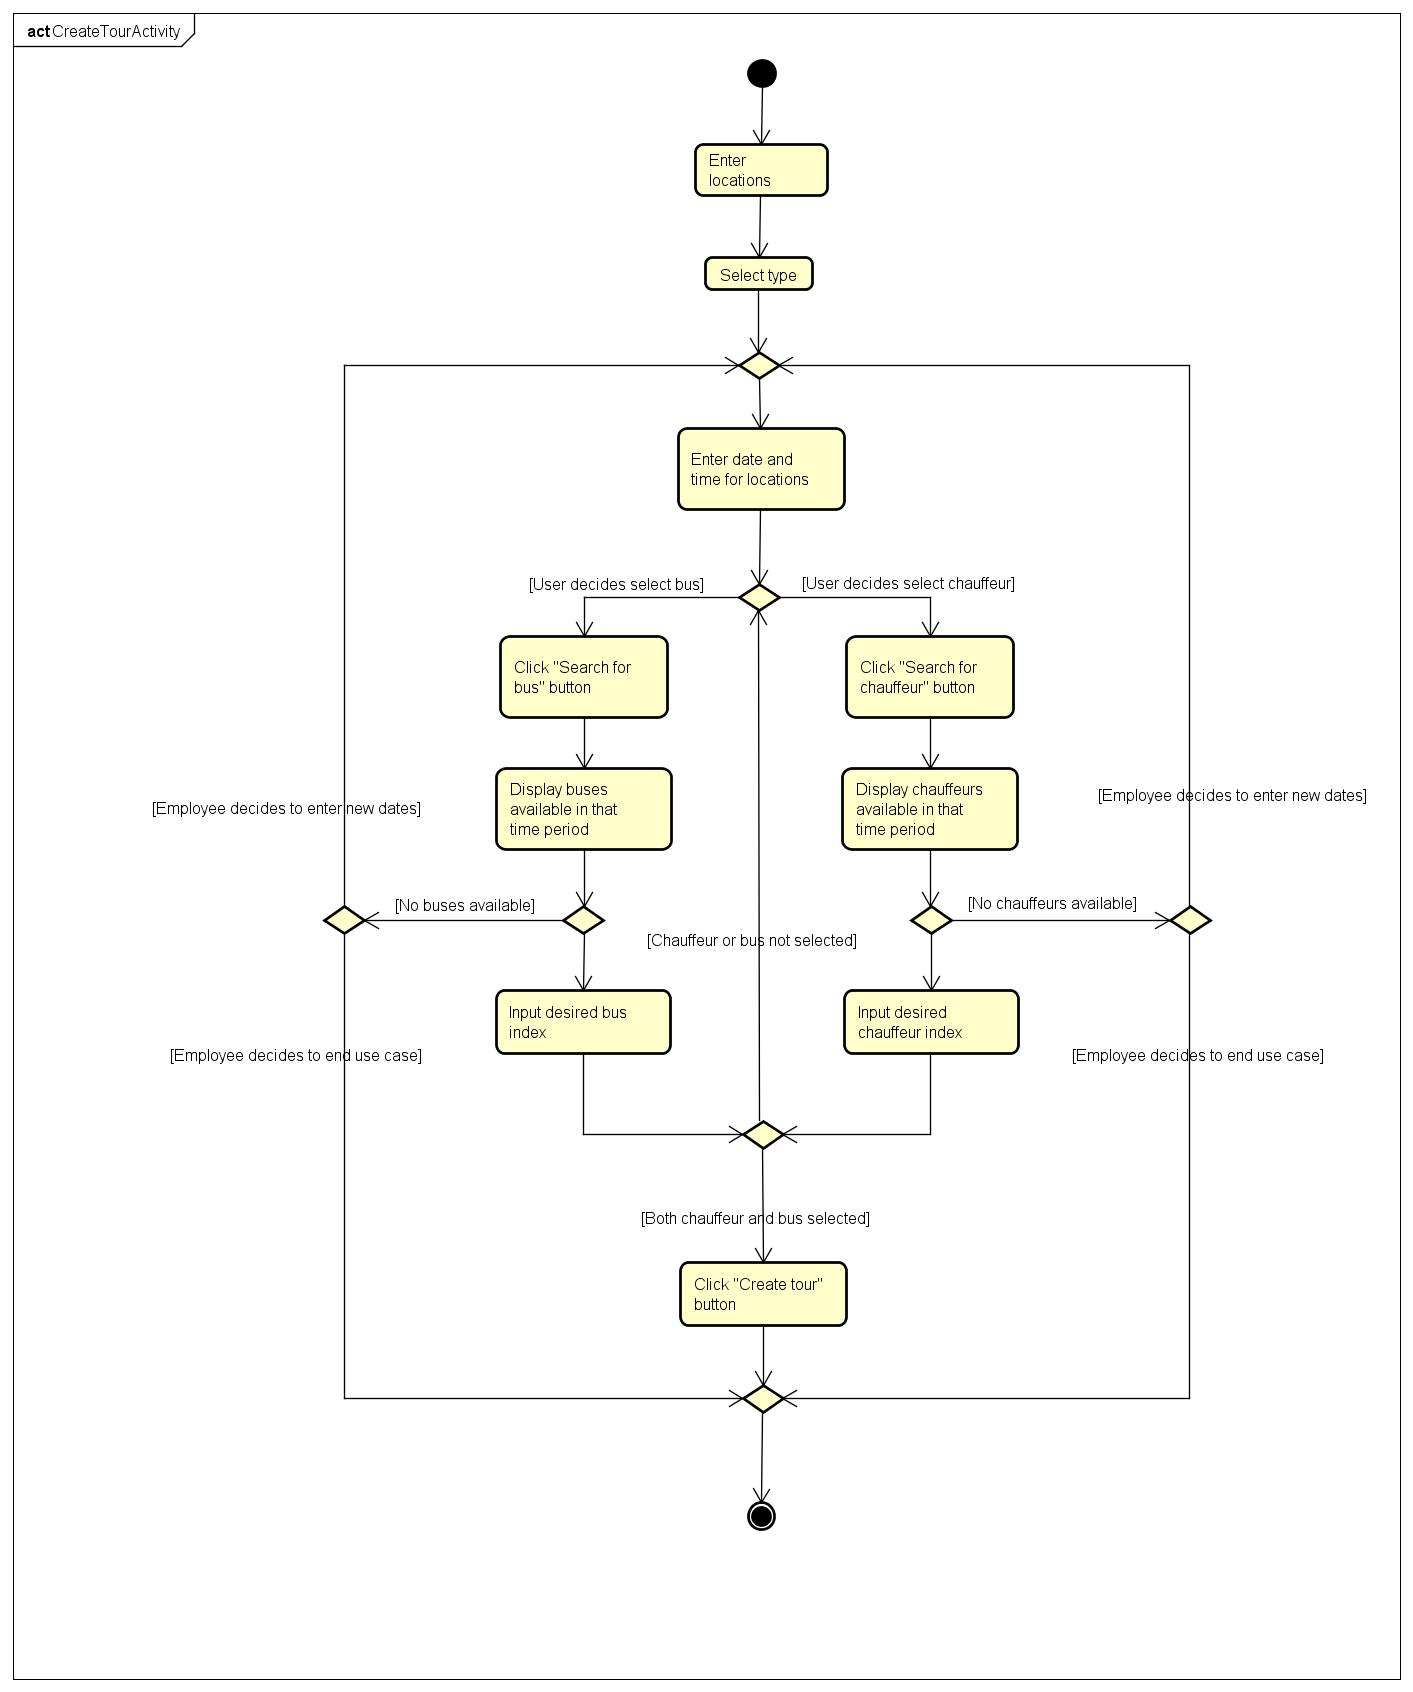 act CreateTourActivity
Enter
locations
Select type
Enter date and
time for locations
[User decides select bus]
[User decides select chauffeur]
Click "Search for
bus" button
Click "Search for
chauffeur" button
Display buses
available in that
time period
Display chauffeurs
available in that
time period
[Employee decides to enter new dates]
[Employee decides to enter new dates]
[No buses available]
[No chauffeurs available]
[Chauffeur or bus not selected]
Input desired bus
index
Input desired
chauffeur index
[Employee decides to end use case]
[Employee decides to end use case]
[Both chauffeur and bus selected]
Click "Create tour"
button